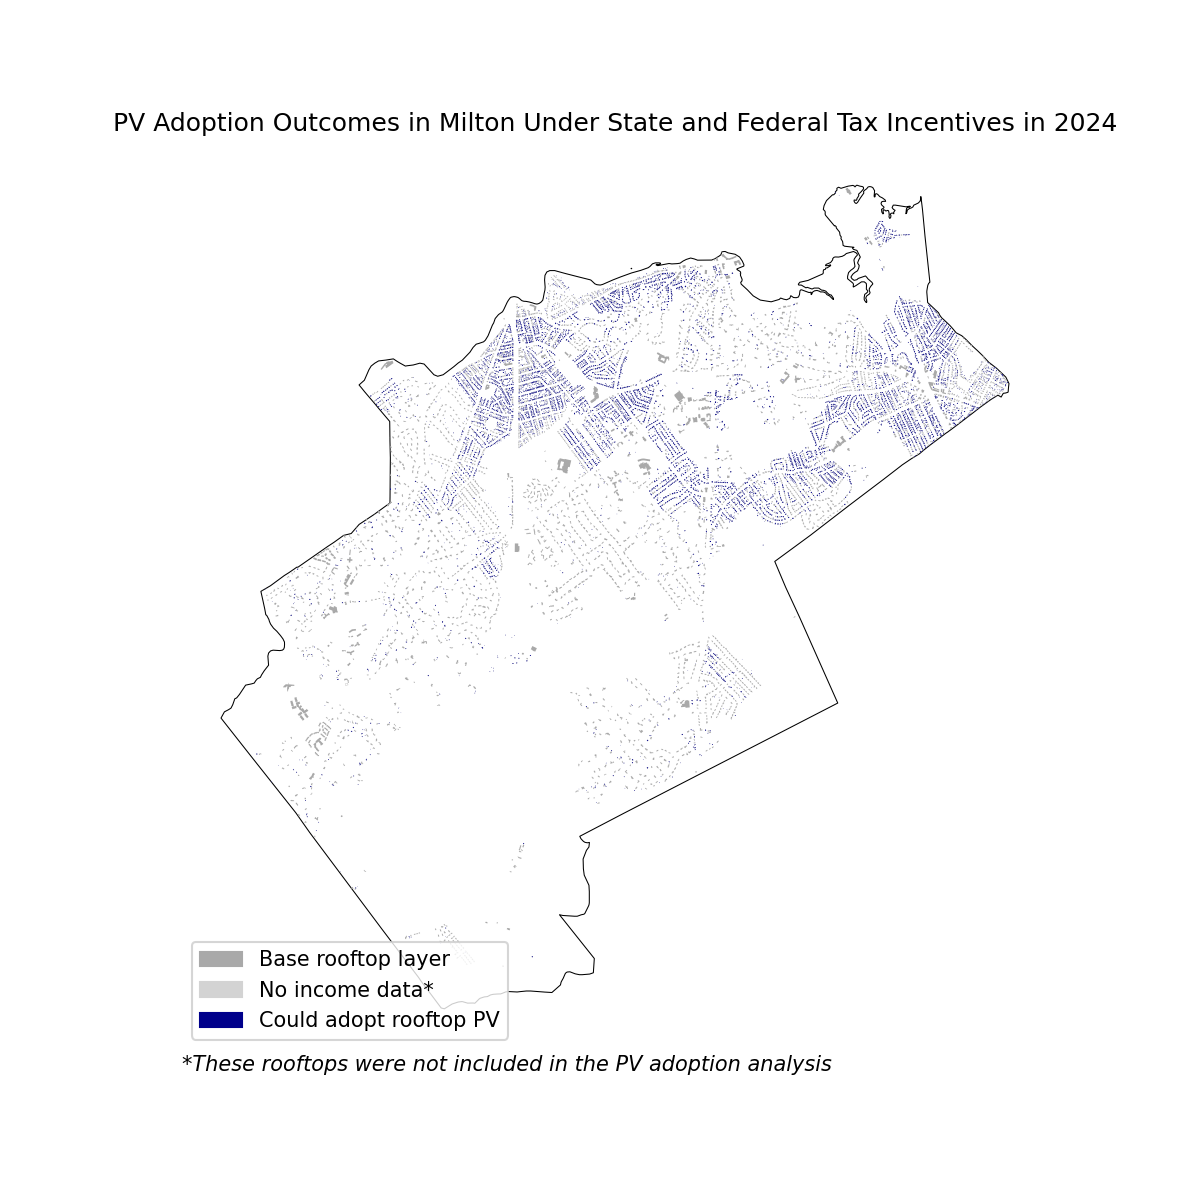 PV Adoption Outcomes in Milton Under State and Federal Tax Incentives in 2024
Base rooftop layer
No income data*
Could adopt rooftop PV
*These rooftops were not included in the PV adoption analysis